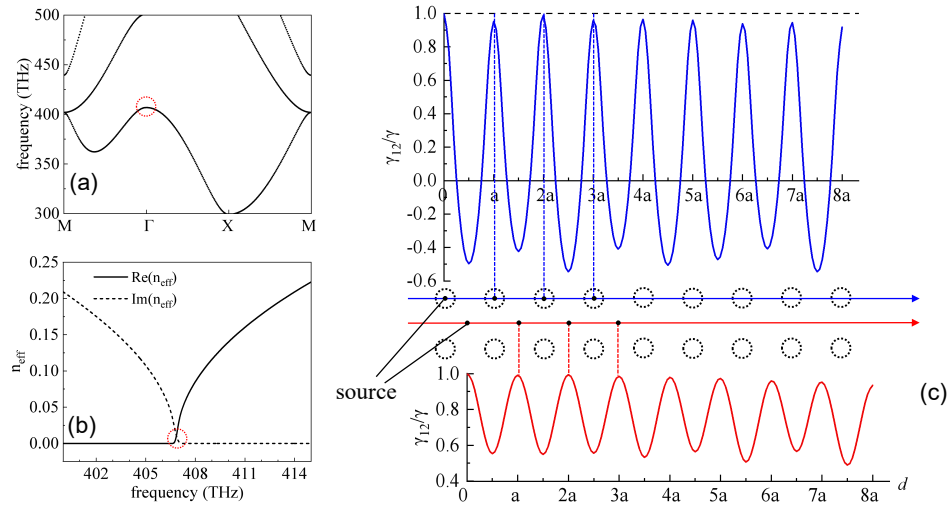 500
450
400
350
300
frequency (THz)
M
Γ
X
M
(a)
0.25
0.20
0.15
0.10
0.05
0.00
n_eff
Re(n_eff)
Im(n_eff)
(b)
402
405
408
411
414
frequency (THz)
1.0
0.8
0.6
0.4
0.2
0.0
-0.2
-0.4
-0.6
γ₁₂/γ
0
a
2a
3a
4a
5a
6a
7a
8a
source
(c)
1.0
0.8
0.6
0.4
γ₁₂/γ
0
a
2a
3a
4a
5a
6a
7a
8a
d